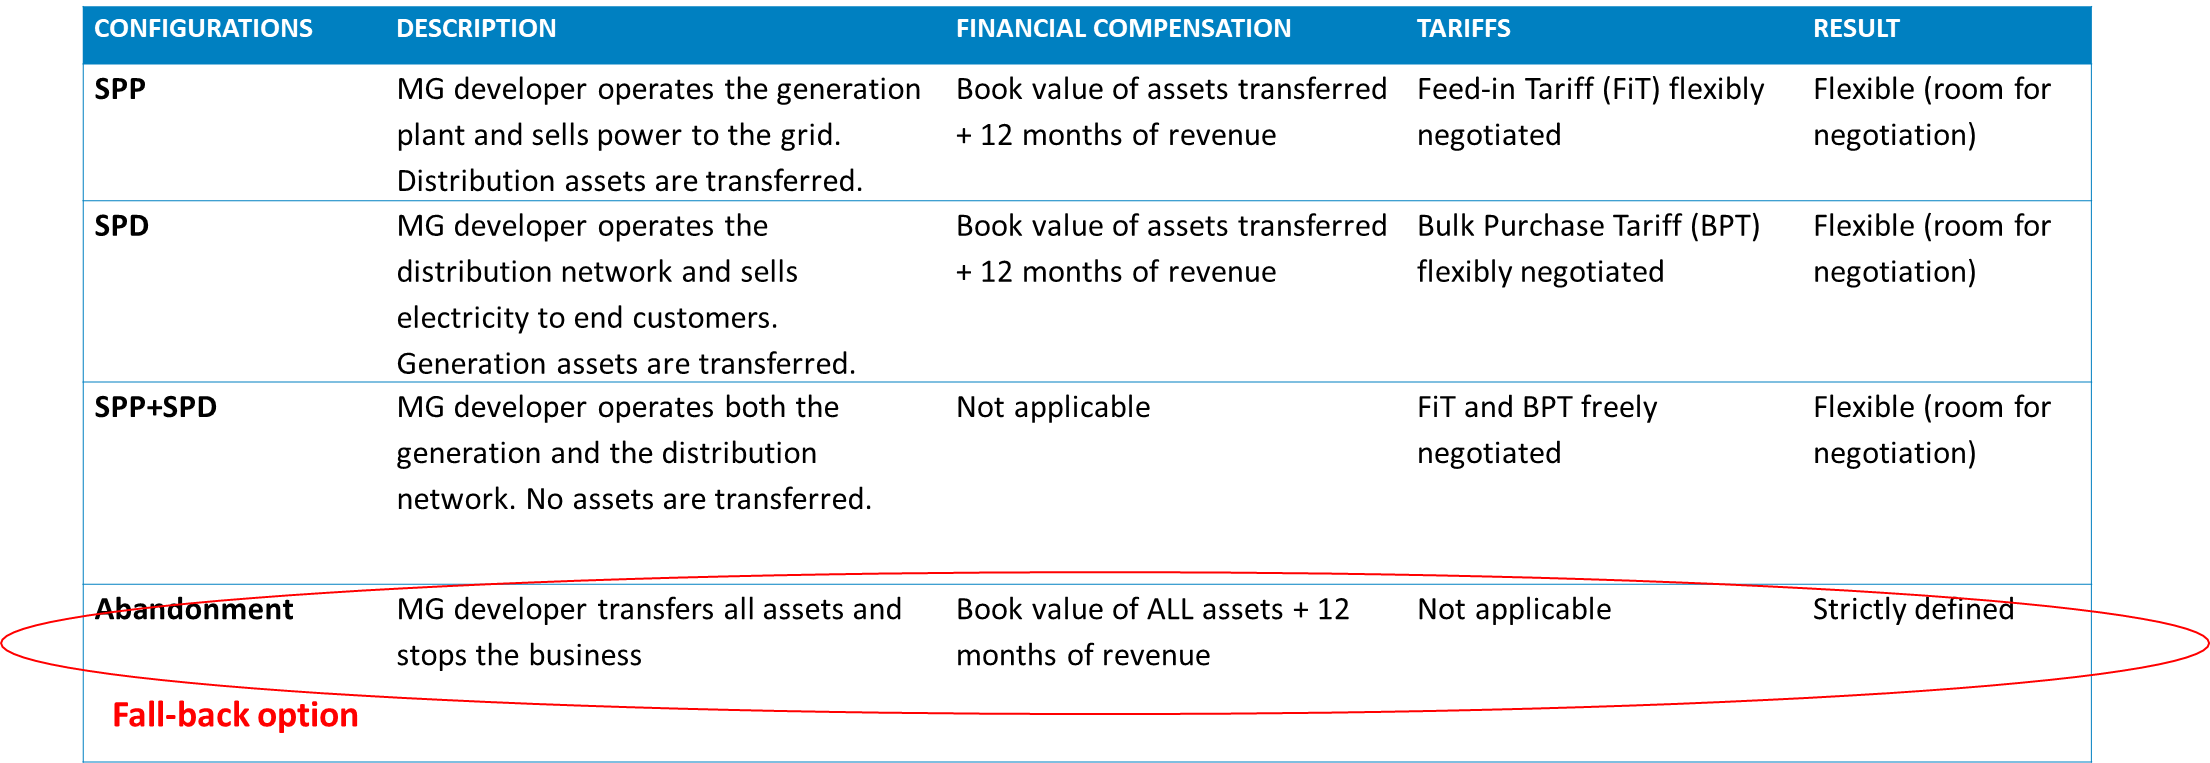 CONFIGURATIONS DESCRIPTION FINANCIAL COMPENSATION TARIFFS RESULT
SPP MG developer operates the generation Book value of assets transferred Feed-in Tariff (FiT) flexibly Flexible (room for
plant and sells power to the grid. + 12 months of revenue negotiated negotiation)
Distribution assets are transferred.
SPD MG developer operates the Book value of assets transferred Bulk Purchase Tariff (BPT) Flexible (room for
distribution network and sells + 12 months of revenue flexibly negotiated negotiation)
electricity to end customers.
Generation assets are transferred.
SPP+SPD MG developer operates both the Not applicable FiT and BPT freely Flexible (room for
generation and the distribution negotiated negotiation)
network. No assets are transferred.
Abandonment MG developer transfers all assets and Book value of ALL assets + 12 Not applicable Strictly defined
stops the business months of revenue
Fall-back option